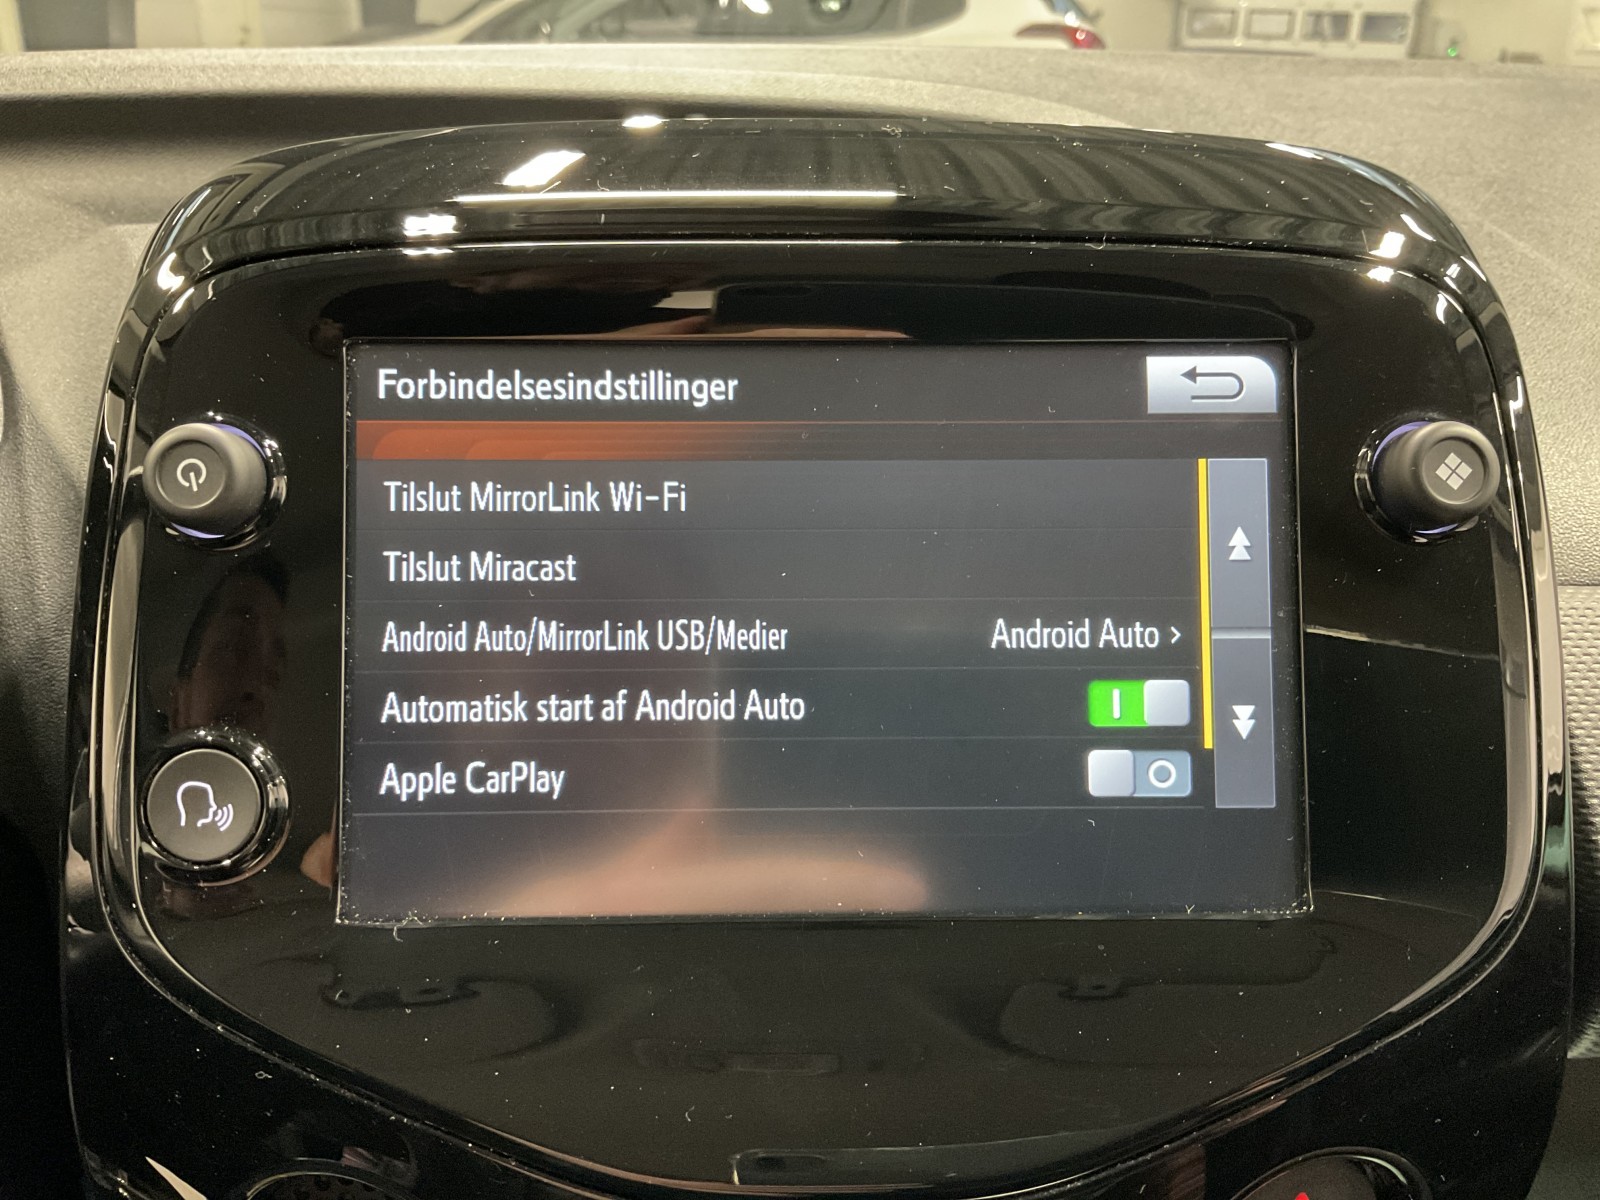 Forbindelsesindstillinger
Tilslut MirrorLink Wi-Fi
Tilslut Miracast
Android Auto/MirrorLink USB/Medier Android Auto >
Automatisk start af Android Auto
Apple CarPlay